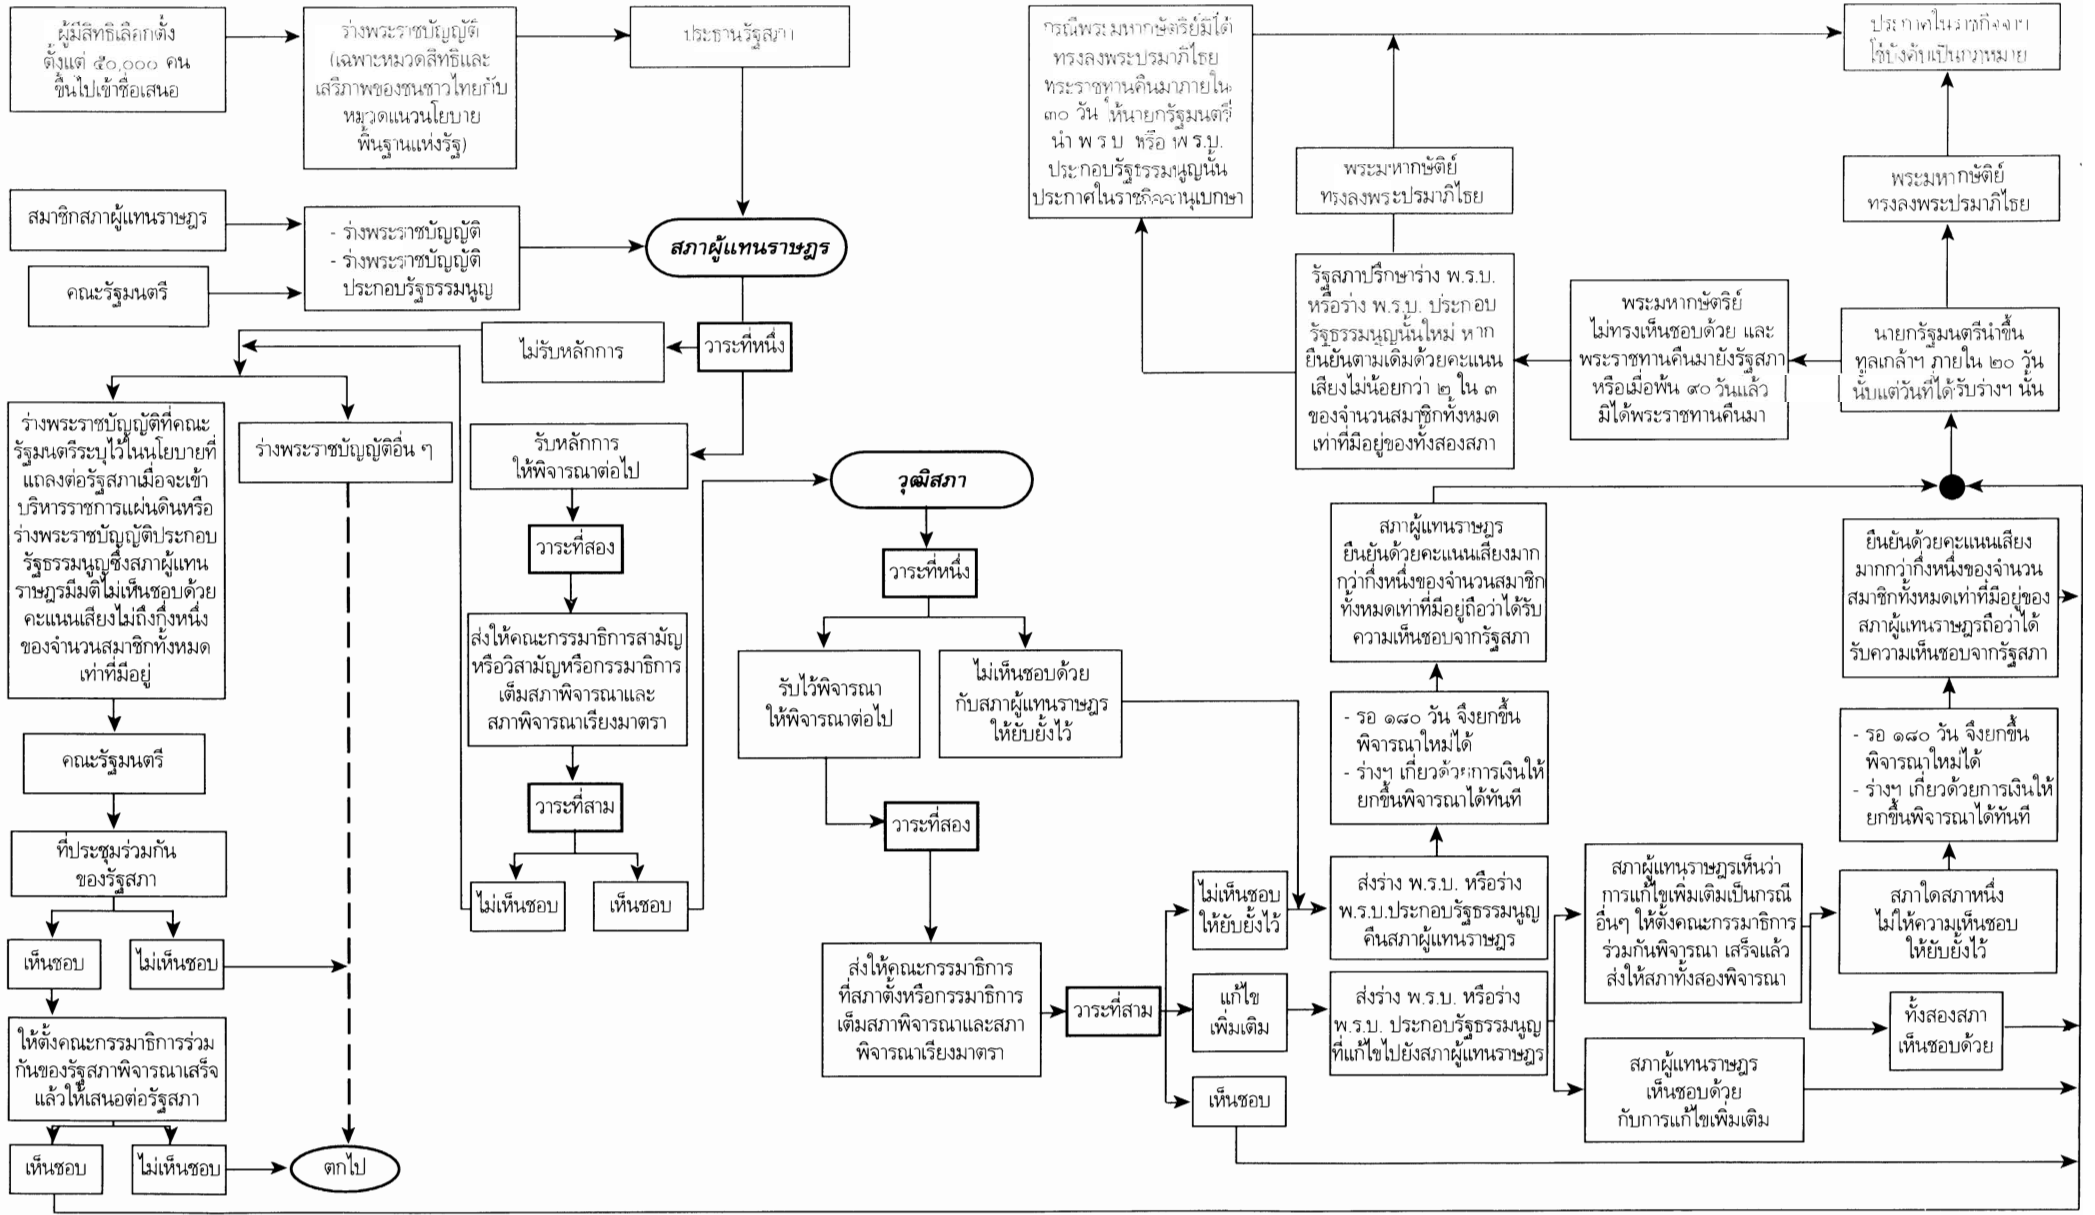 ผู้มีสิทธิเลือกตั้ง
ตั้งแต่ ๕๐,๐๐๐ คน
ขึ้นไปเข้าชื่อเสนอ
ร่างพระราชบัญญัติ
(เฉพาะหมวดสิทธิและ
เสรีภาพของชนชาวไทยกับ
หมวดแนวนโยบาย
พื้นฐานแห่งรัฐ)
ประธานรัฐสภา
สมาชิกสภาผู้แทนราษฎร
คณะรัฐมนตรี
- ร่างพระราชบัญญัติ
- ร่างพระราชบัญญัติ
ประกอบรัฐธรรมนูญ
สภาผู้แทนราษฎร
วาระที่หนึ่ง
ไม่รับหลักการ
ร่างพระราชบัญญัติที่คณะ
รัฐมนตรีระบุไว้ในนโยบายที่
แถลงต่อรัฐสภาเมื่อจะเข้า
บริหารราชการแผ่นดินหรือ
ร่างพระราชบัญญัติประกอบ
รัฐธรรมนูญซึ่งสภาผู้แทน
ราษฎรมีมติไม่เห็นชอบด้วย
คะแนนเสียงไม่ถึงกึ่งหนึ่ง
ของจำนวนสมาชิกทั้งหมด
เท่าที่มีอยู่
ร่างพระราชบัญญัติอื่น ๆ
คณะรัฐมนตรี
ที่ประชุมร่วมกัน
ของรัฐสภา
เห็นชอบ
ไม่เห็นชอบ
ให้ตั้งคณะกรรมาธิการร่วม
กันของรัฐสภาพิจารณาเสร็จ
แล้วให้เสนอต่อรัฐสภา
เห็นชอบ
ไม่เห็นชอบ
ตกไป
รับหลักการ
ให้พิจารณาต่อไป
วาระที่สอง
ส่งให้คณะกรรมาธิการสามัญ
หรือวิสามัญหรือกรรมาธิการ
เต็มสภาพิจารณาและ
สภาพิจารณาเรียงมาตรา
วาระที่สาม
ไม่เห็นชอบ
เห็นชอบ
วุฒิสภา
วาระที่หนึ่ง
รับไว้พิจารณา
ให้พิจารณาต่อไป
ไม่เห็นชอบด้วย
กับสภาผู้แทนราษฎร
ให้ยับยั้งไว้
วาระที่สอง
ส่งให้คณะกรรมาธิการ
ที่สภาตั้งหรือกรรมาธิการ
เต็มสภาพิจารณาและสภา
พิจารณาเรียงมาตรา
วาระที่สาม
ไม่เห็นชอบ
ให้ยับยั้งไว้
แก้ไข
เพิ่มเติม
เห็นชอบ
ส่งร่าง พ.ร.บ. หรือร่าง
พ.ร.บ.ประกอบรัฐธรรมนูญ
คืนสภาผู้แทนราษฎร
ส่งร่าง พ.ร.บ. หรือร่าง
พ.ร.บ. ประกอบรัฐธรรมนูญ
ที่แก้ไขไปยังสภาผู้แทนราษฎร
- รอ ๑๘๐ วัน จึงยกขึ้น
พิจารณาใหม่ได้
- ร่างฯ เกี่ยวด้วยการเงินให้
ยกขึ้นพิจารณาได้ทันที
สภาผู้แทนราษฎร
ยืนยันด้วยคะแนนเสียงมาก
กว่ากึ่งหนึ่งของจำนวนสมาชิก
ทั้งหมดเท่าที่มีอยู่ถือว่าได้รับ
ความเห็นชอบจากรัฐสภา
สภาผู้แทนราษฎรเห็นว่า
การแก้ไขเพิ่มเติมเป็นกรณี
อื่นๆ ให้ตั้งคณะกรรมาธิการ
ร่วมกันพิจารณา เสร็จแล้ว
ส่งให้สภาทั้งสองพิจารณา
สภาผู้แทนราษฎร
เห็นชอบด้วย
กับการแก้ไขเพิ่มเติม
สภาใดสภาหนึ่ง
ไม่ให้ความเห็นชอบ
ให้ยับยั้งไว้
ทั้งสองสภา
เห็นชอบด้วย
- รอ ๑๘๐ วัน จึงยกขึ้น
พิจารณาใหม่ได้
- ร่างฯ เกี่ยวด้วยการเงินให้
ยกขึ้นพิจารณาได้ทันที
ยืนยันด้วยคะแนนเสียง
มากกว่ากึ่งหนึ่งของจำนวน
สมาชิกทั้งหมดเท่าที่มีอยู่ของ
สภาผู้แทนราษฎรถือว่าได้
รับความเห็นชอบจากรัฐสภา
นายกรัฐมนตรีนำขึ้น
ทูลเกล้าฯ ภายใน ๒๐ วัน
นับแต่วันที่ได้รับร่างฯ นั้น
พระมหากษัตริย์
ไม่ทรงเห็นชอบด้วย และ
พระราชทานคืนมายังรัฐสภา
หรือเมื่อพ้น ๙๐ วันแล้ว
มิได้พระราชทานคืนมา
รัฐสภาปรึกษาร่าง พ.ร.บ.
หรือร่าง พ.ร.บ. ประกอบ
รัฐธรรมนูญนั้นใหม่ หาก
ยืนยันตามเดิมด้วยคะแนน
เสียงไม่น้อยกว่า ๒ ใน ๓
ของจำนวนสมาชิกทั้งหมด
เท่าที่มีอยู่ของทั้งสองสภา
พระมหากษัติย์
ทรงลงพระปรมาภิไธย
พระมหากษัติย์
ทรงลงพระปรมาภิไธย
กรณีพระมหากษัตริย์มิได้
ทรงลงพระปรมาภิไธย
พระราชทานคืนมาภายใน
๓๐ วัน ให้นายกรัฐมนตรี
นำ พ ร บ หรือ พ ร.บ.
ประกอบรัฐธรรมนูญนั้น
ประกาศในราชกิจจานุเบกษา
ประกาศในราชกิจจาฯ
ใช้บังคับเป็นกฎหมาย